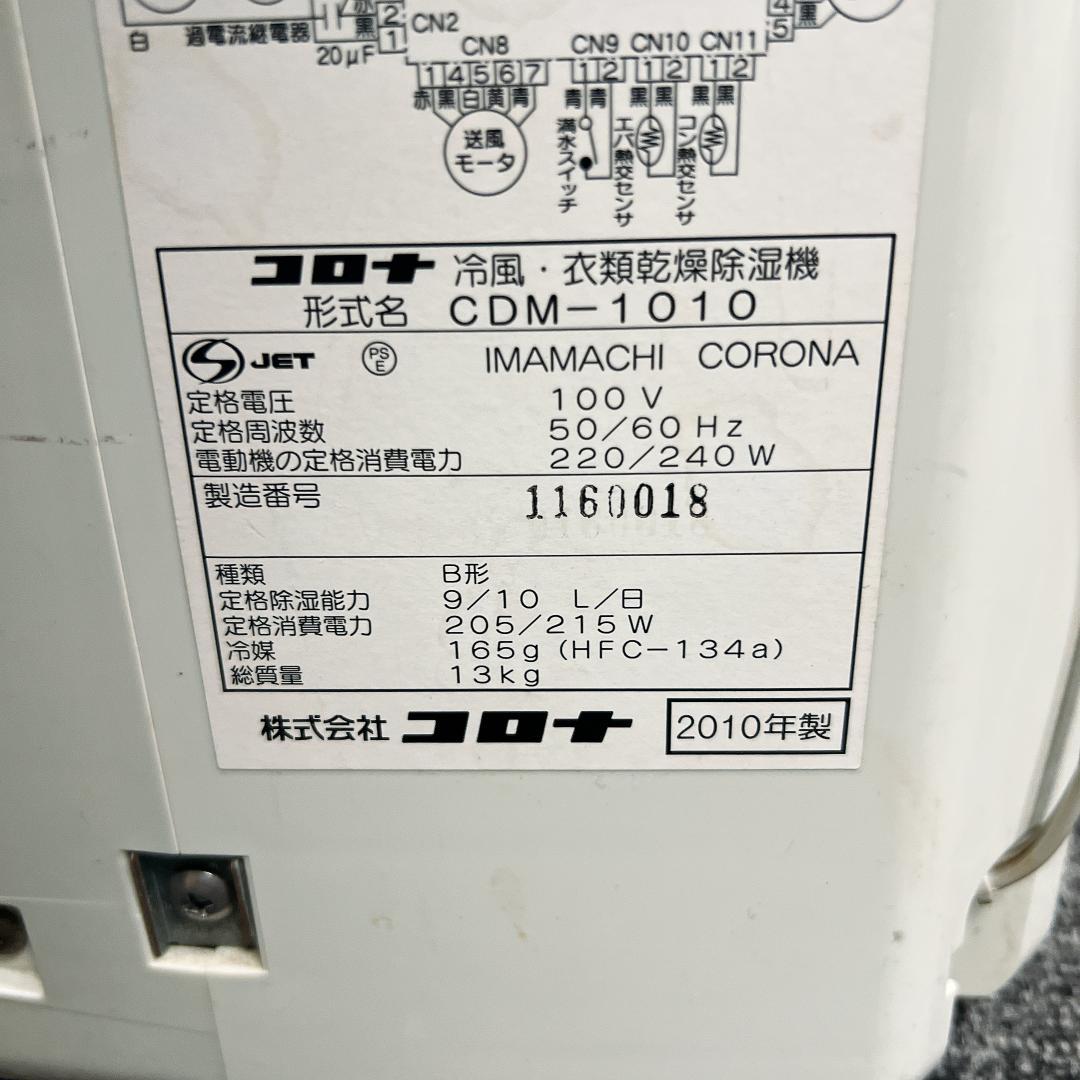 赤
2
CN2
黒
1
白
過電流継電器
20μF
4
黒
5
CN8
CN9 CN10 CN11
1 4 5 6 7
1 2
1 2
1 2
赤 黒 白 黄 青
青 青
黒 黒
黒 黒
送風
モータ
満水スイッチ
エバ熱交センサ
コン熱交センサ
コロナ 冷風・衣類乾燥除湿機
形式名 CDM-1010
S JET PS E IMAMACHI CORONA
定格電圧 100 V
定格周波数 50/60 Hz
電動機の定格消費電力 220/240 W
製造番号 1160018
種類 B形
定格除湿能力 9/10 L/日
定格消費電力 205/215 W
冷媒 165g (HFC-134a)
総質量 13kg
株式会社 コロナ 2010年製